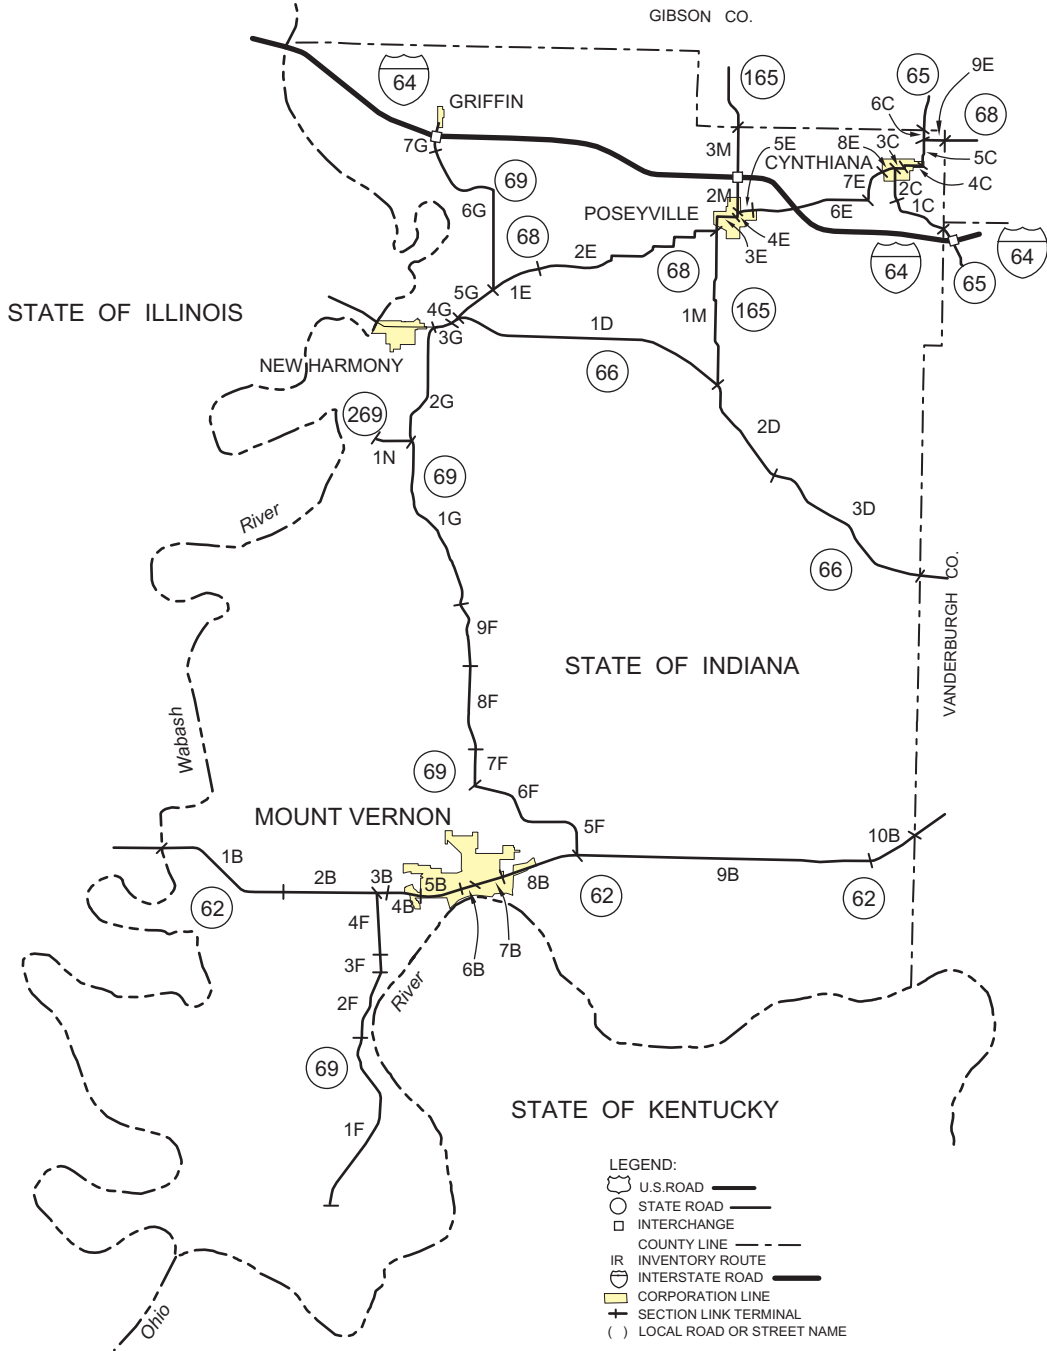 GIBSON CO.
64
GRIFFIN
165
65
9E
6C
68
7G
3M
5E
8E
3C
CYNTHIANA
5C
4C
7E
2C
1C
69
6G
2M
POSEYVILLE
6E
4E
3E
68
2E
68
64
64
65
5G
1E
STATE OF ILLINOIS
4G
3G
1D
1M
165
NEW HARMONY
66
2G
269
1N
2D
69
River
1G
3D
66
VANDERBURGH CO.
9F
STATE OF INDIANA
8F
Wabash
7F
69
6F
MOUNT VERNON
5F
10B
1B
2B
3B
5B
8B
9B
62
4B
62
62
4F
7B
6B
3F
River
2F
69
STATE OF KENTUCKY
1F
LEGEND:
U.S.ROAD
STATE ROAD
INTERCHANGE
COUNTY LINE
IR INVENTORY ROUTE
INTERSTATE ROAD
CORPORATION LINE
SECTION LINK TERMINAL
( ) LOCAL ROAD OR STREET NAME
Ohio